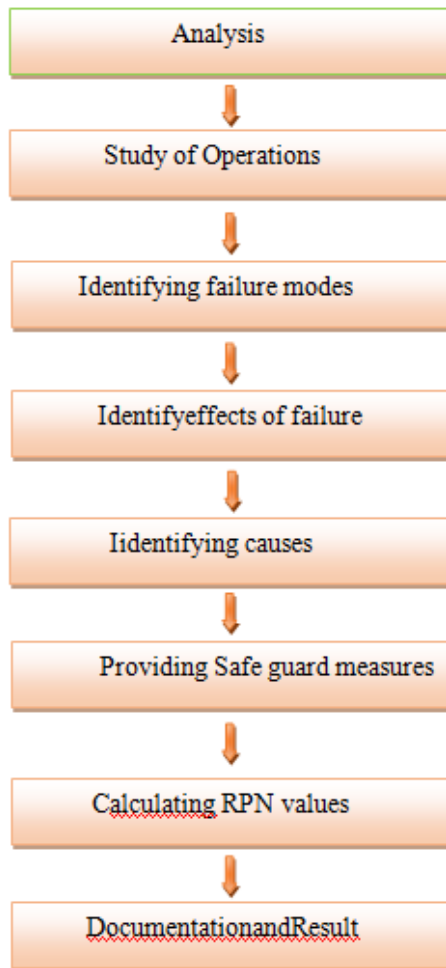 Analysis
Study of Operations
Identifying failure modes
Identifyeffects of failure
Iidentifying causes
Providing Safe guard measures
Calculating RPN values
DocumentationandResult